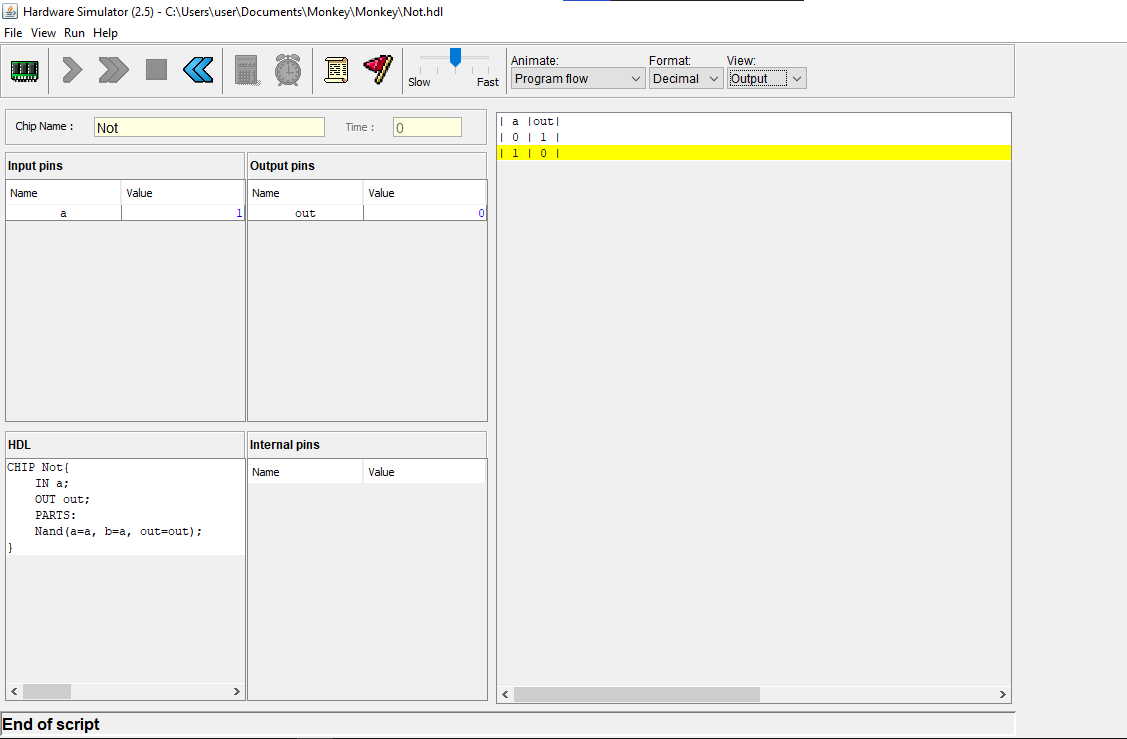 Hardware Simulator (2.5) - C:\Users\user\Documents\Monkey\Monkey\Not.hdl
File View Run Help
Slow Fast
Animate: Format: View:
Program flow Decimal Output
Chip Name : Not Time : 0
Input pins
Name Value
a 1
Output pins
Name Value
out 0
HDL
CHIP Not{
    IN a;
    OUT out;
    PARTS:
    Nand(a=a, b=a, out=out);
}
Internal pins
Name Value
| a |out|
| 0 | 1 |
| 1 | 0 |
End of script